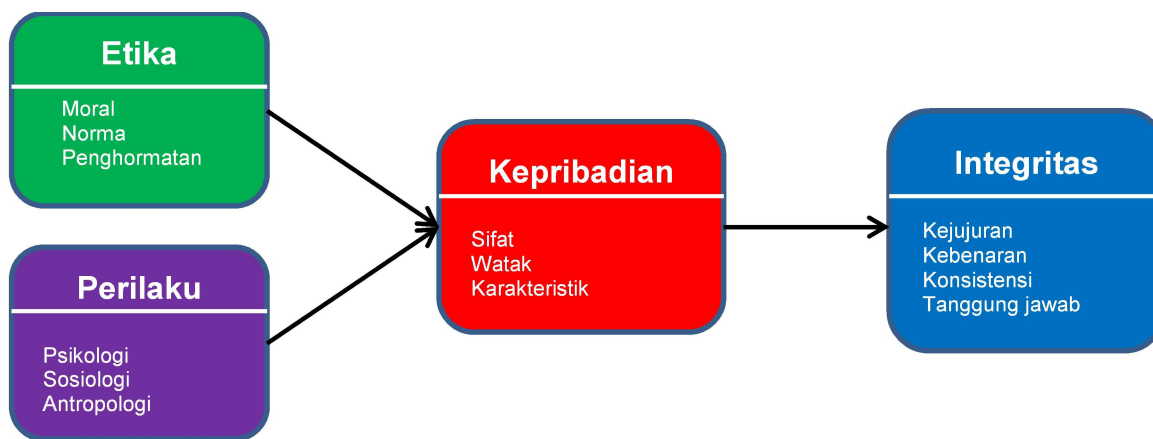 Etika
Moral
Norma
Penghormatan
Perilaku
Psikologi
Sosiologi
Antropologi
Kepribadian
Sifat
Watak
Karakteristik
Integritas
Kejujuran
Kebenaran
Konsistensi
Tanggung jawab